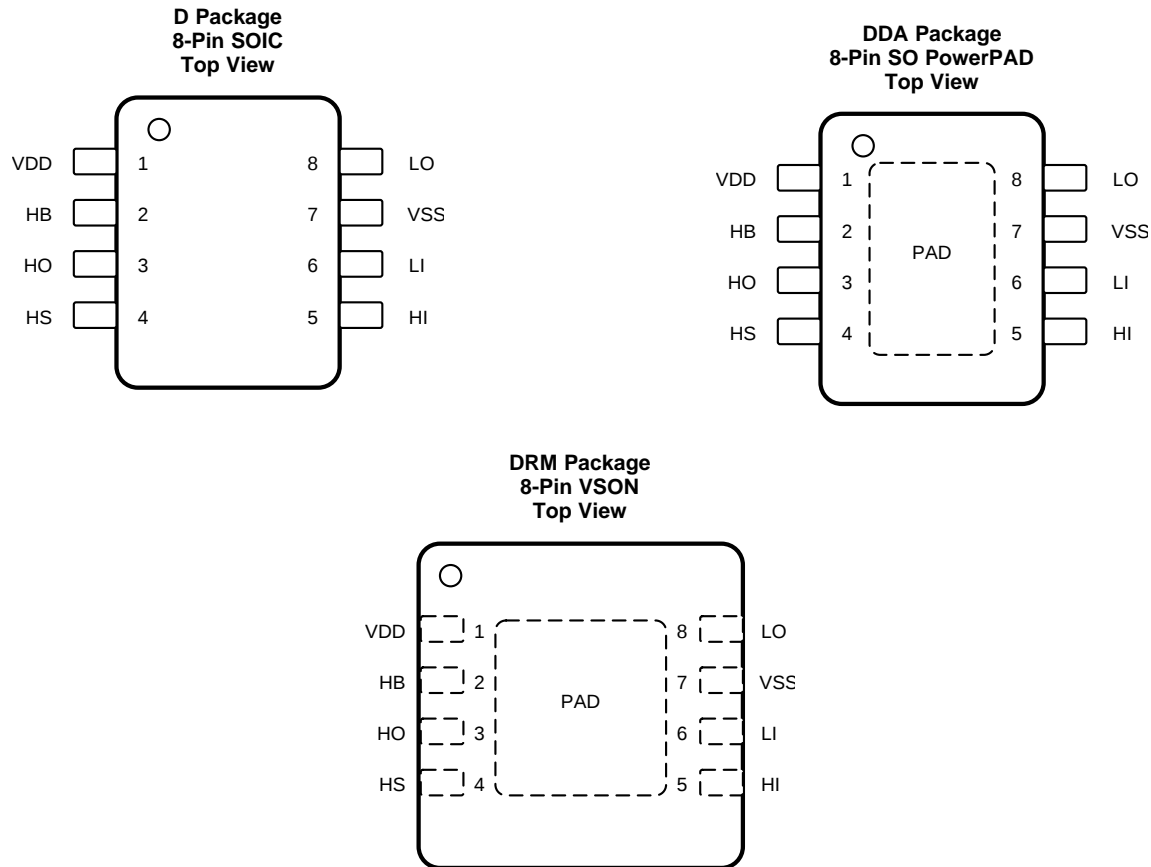 D Package
8-Pin SOIC
Top View
VDD 1 8 LO
HB 2 7 VSS
HO 3 6 LI
HS 4 5 HI
DDA Package
8-Pin SO PowerPAD
Top View
VDD 1 8 LO
HB 2 7 VSS
PAD
HO 3 6 LI
HS 4 5 HI
DRM Package
8-Pin VSON
Top View
VDD 1 8 LO
HB 2 7 VSS
PAD
HO 3 6 LI
HS 4 5 HI